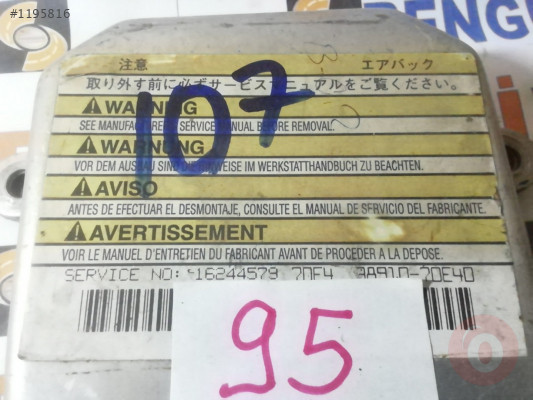 #1195816
注意 エアバック
取り外す前に必ずサービスマニュアルをご覧ください。
WARNING
SEE MANUFACTURER SERVICE MANUAL BEFORE REMOVAL.
WARNUNG
VOR DEM AUSBAU SIND DIE HINWEISE IM WERKSTATTHANDBUCH ZU BEACHTEN.
AVISO
ANTES DE EFECTUAR EL DESMONTAJE, CONSULTE EL MANUAL DE SERVICIO DEL FABRICANTE.
AVERTISSEMENT
VOIR LE MANUEL D'ENTRETIEN DU FABRICANT AVANT DE PROCEDER A LA DEPOSE.
SERVICE NO: *16244579 70F4 38910-70E40
107
95